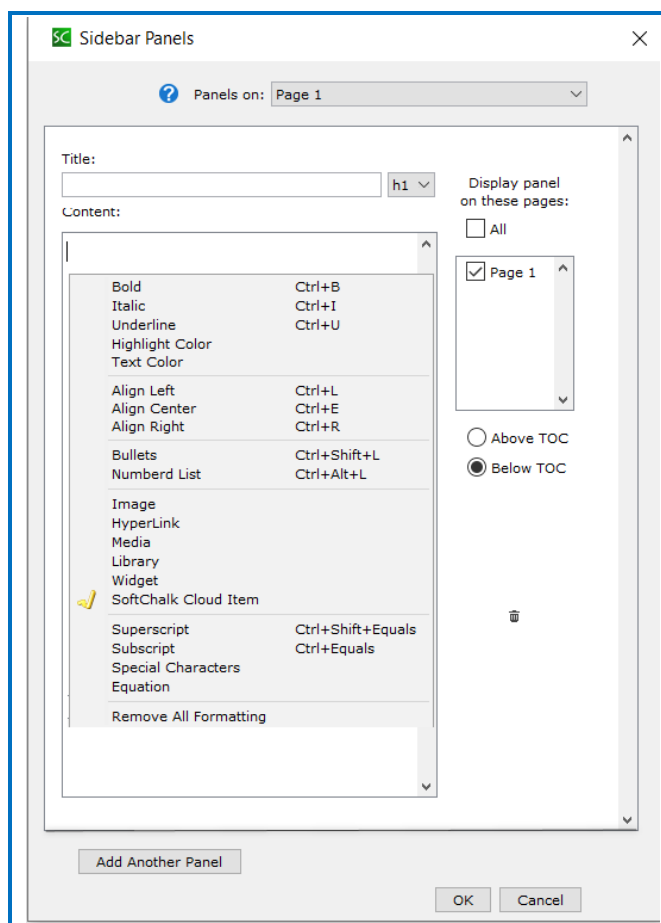 SC Sidebar Panels
? Panels on: Page 1
Title:
h1
Display panel
on these pages:
Content:
All
Page 1
Bold Ctrl+B
Italic Ctrl+I
Underline Ctrl+U
Highlight Color
Text Color
Align Left Ctrl+L
Align Center Ctrl+E
Align Right Ctrl+R
Above TOC
Bullets Ctrl+Shift+L
Below TOC
Numberd List Ctrl+Alt+L
Image
HyperLink
Media
Library
Widget
SoftChalk Cloud Item
Superscript Ctrl+Shift+Equals
Subscript Ctrl+Equals
Special Characters
Equation
Remove All Formatting
Add Another Panel
OK Cancel